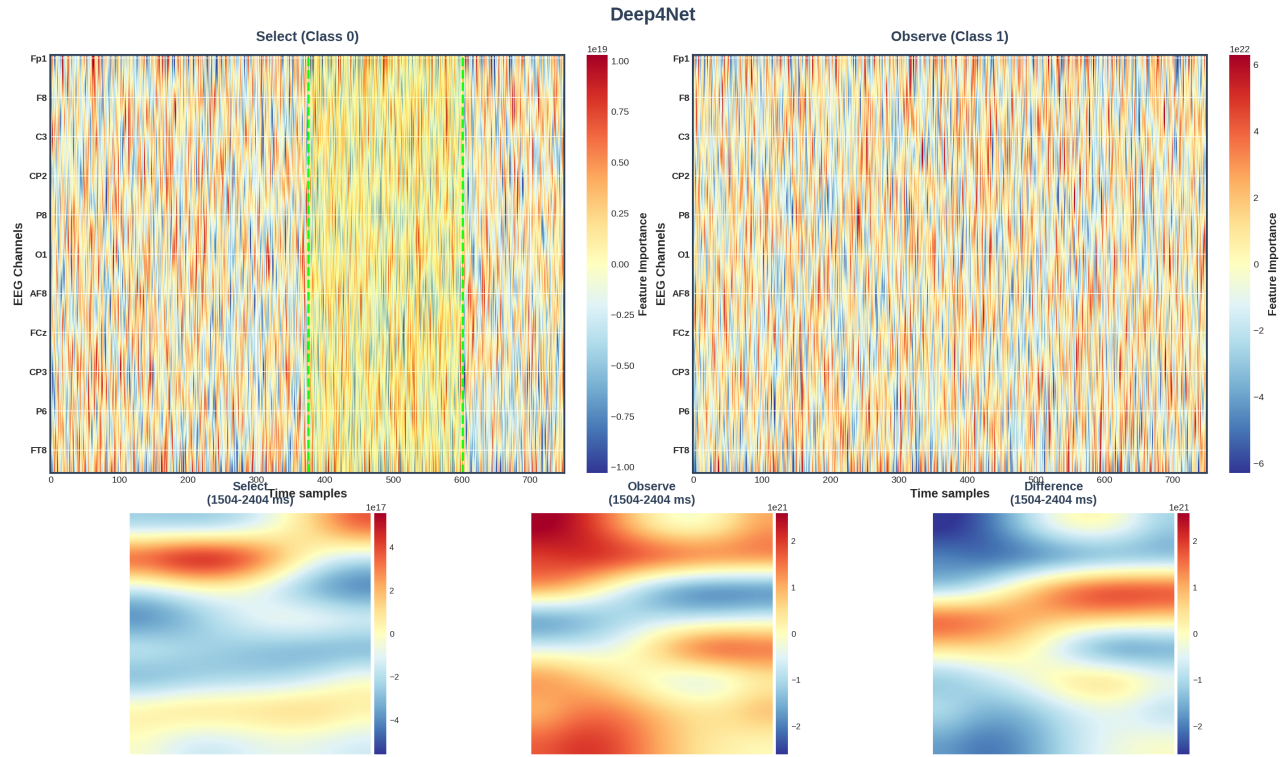 Deep4Net
Select (Class 0)
Observe (Class 1)
1e19
1e22
EEG Channels
Fp1
F8
C3
CP2
P8
O1
AF8
FCz
CP3
P6
FT8
0
100
200
300
400
500
600
700
Time samples
1.00
0.75
0.50
0.25
0.00
−0.25
−0.50
−0.75
−1.00
Feature Importance
EEG Channels
Fp1
F8
C3
CP2
P8
O1
AF8
FCz
CP3
P6
FT8
0
100
200
300
400
500
600
700
Time samples
6
4
2
0
−2
−4
−6
Feature Importance
Select
(1504-2404 ms)
1e17
4
2
0
−2
−4
Observe
(1504-2404 ms)
1e21
2
1
0
−1
−2
Difference
(1504-2404 ms)
1e21
2
1
0
−1
−2